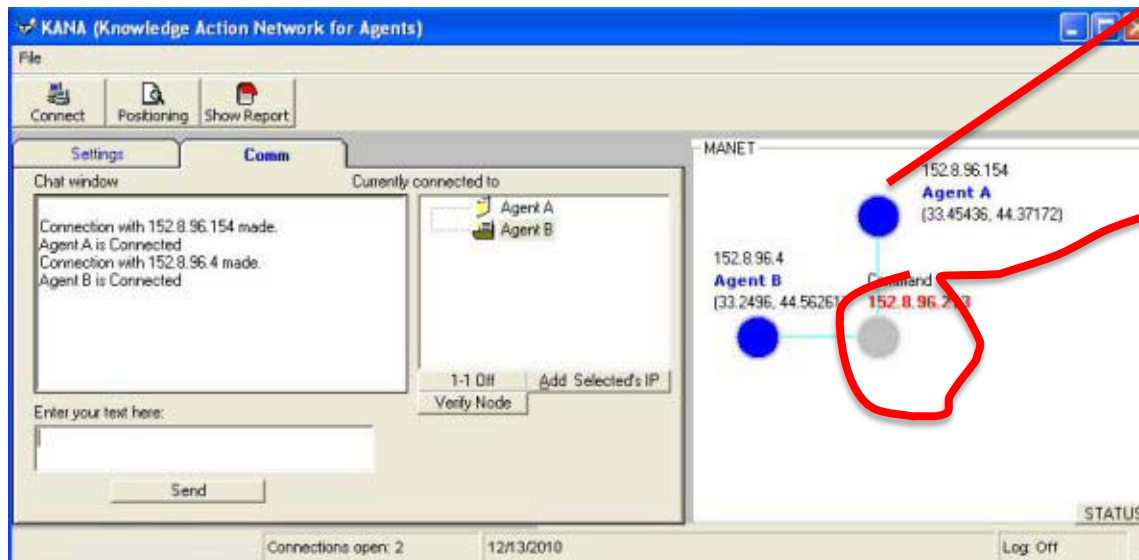 KANA (Knowledge Action Network for Agents)
File
Connect Positioning Show Report
Settings Comm
Chat window
Connection with 152.8.96.154 made.
Agent A is Connected
Connection with 152.8.96.4 made.
Agent B is Connected
Currently connected to
Agent A
Agent B
1-1 Off Add Selected's IP
Verify Node
Enter your text here:
Send
MANET
152.8.96.154
Agent A
(33.45436, 44.37172)
152.8.96.4
Agent B
(33.2496, 44.56261)
Command
STATUS
Connections open: 2 12/13/2010 Log: Off